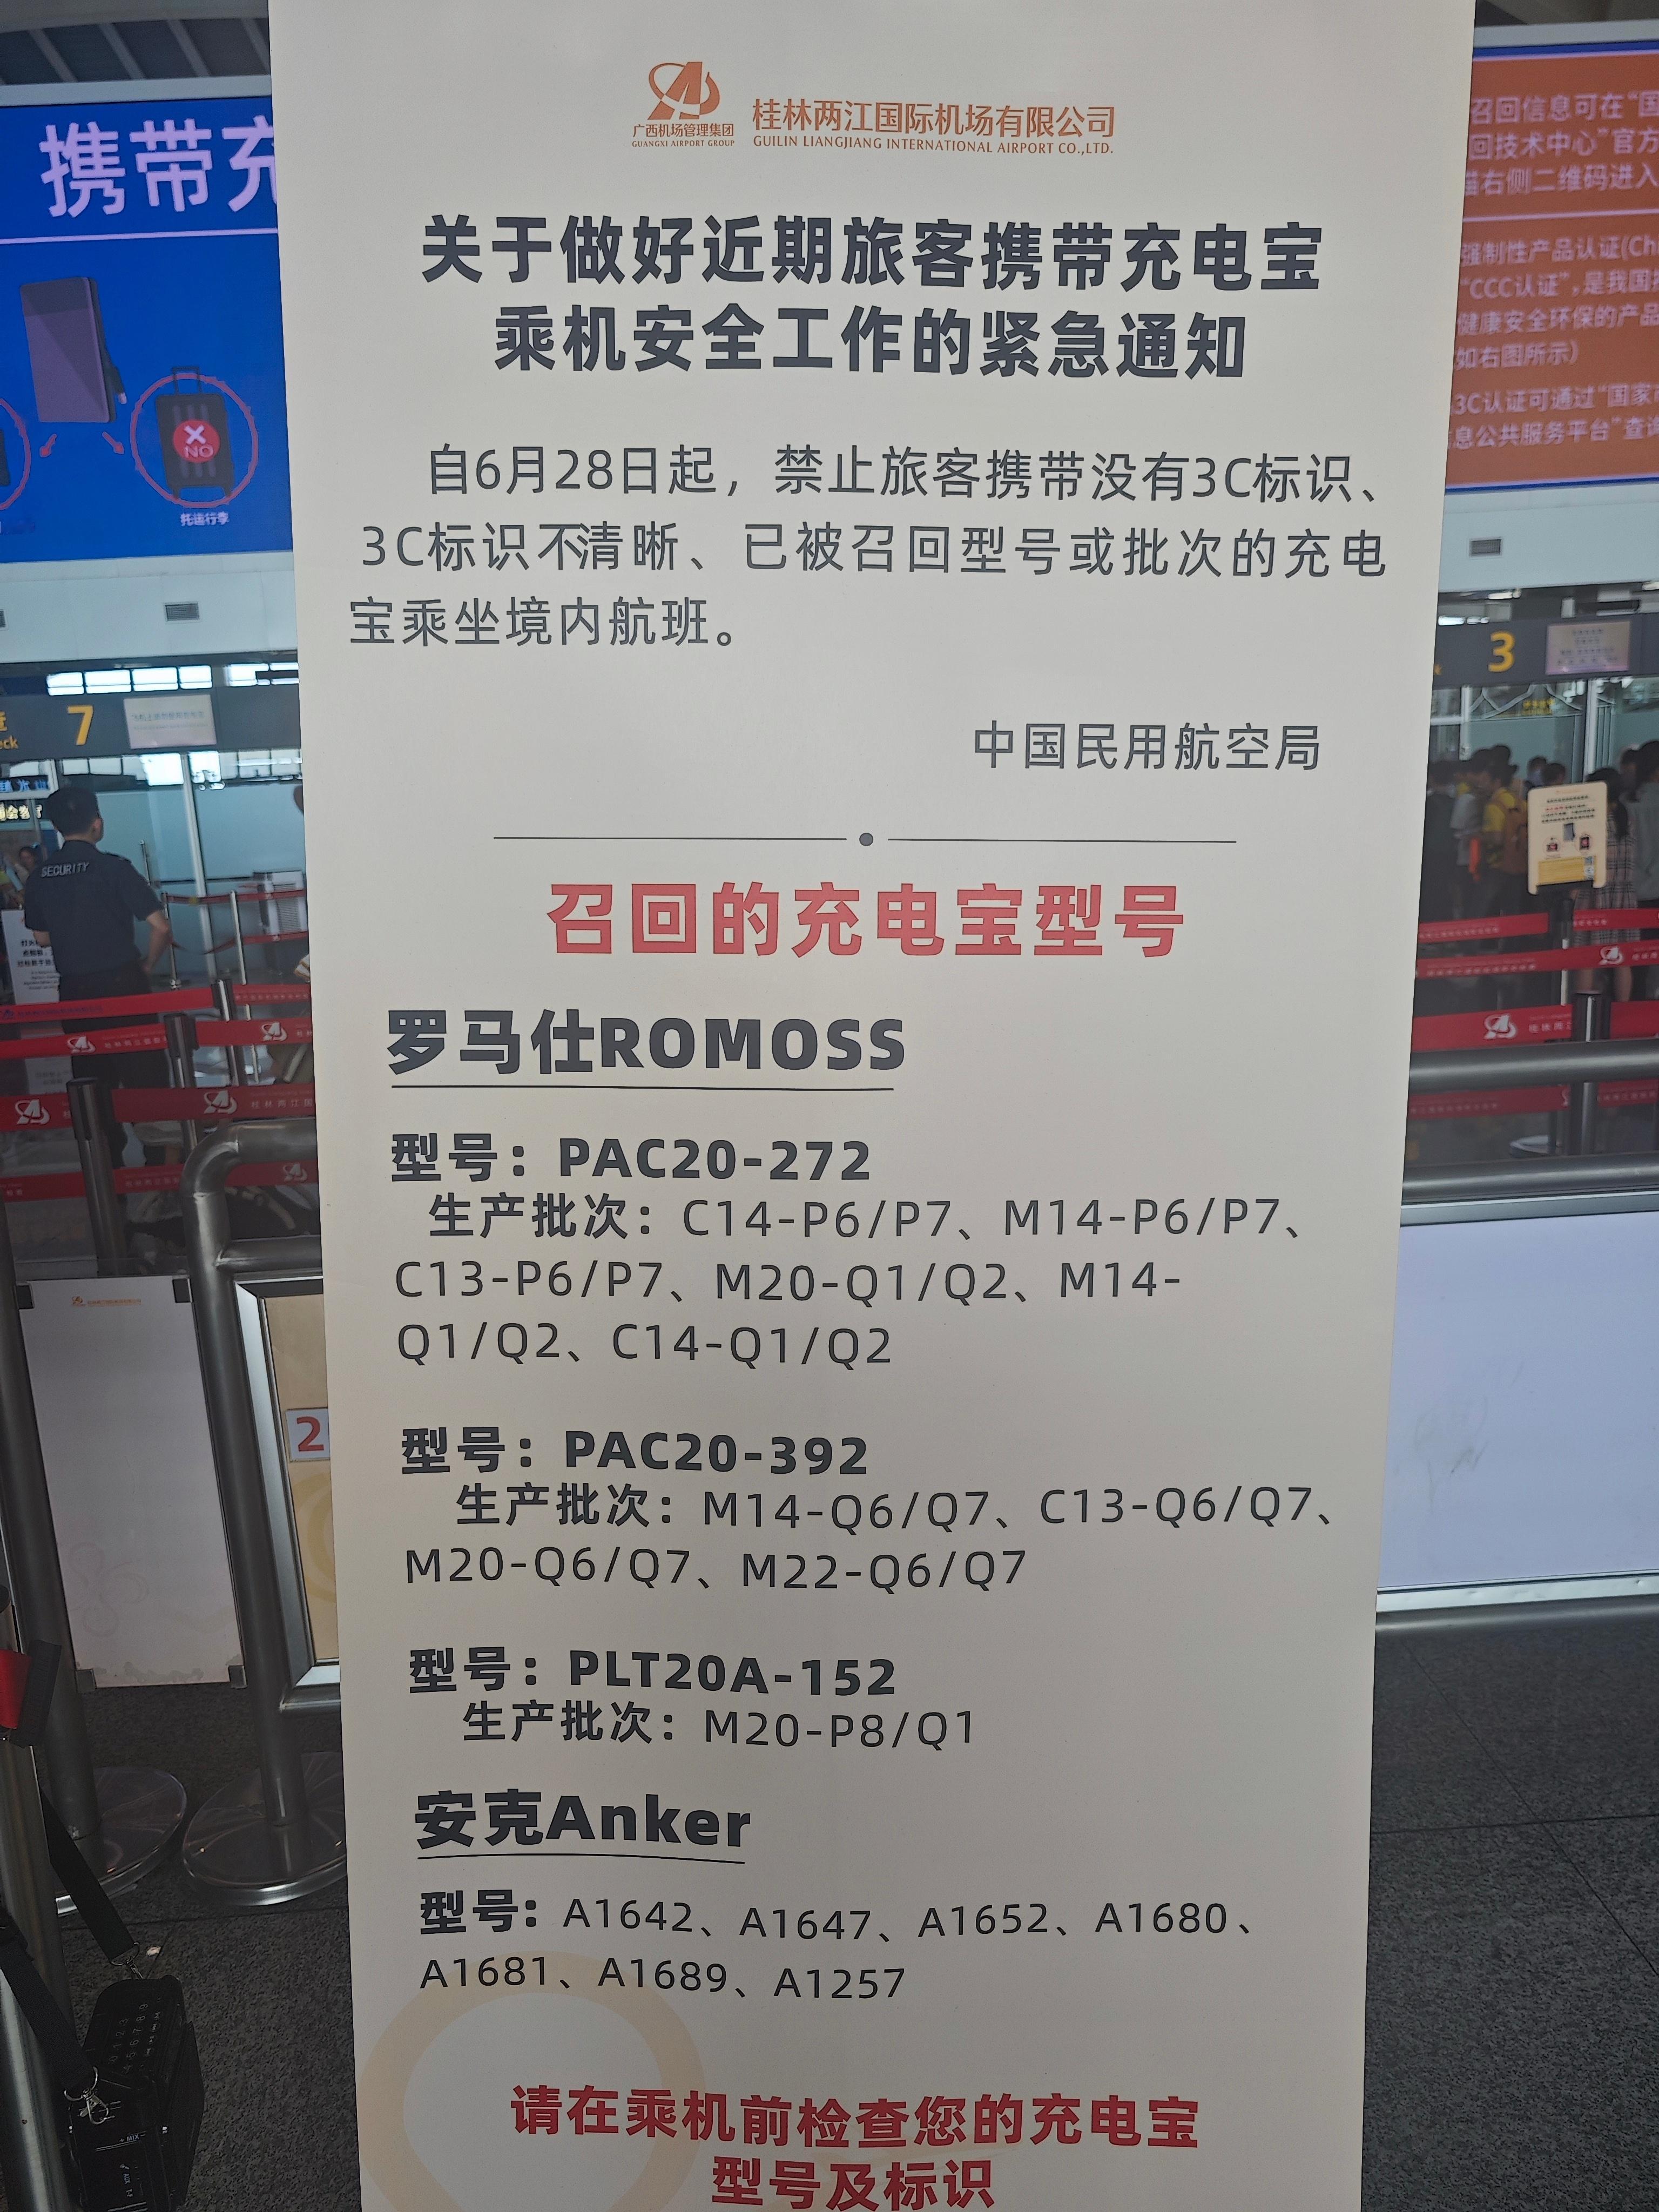 广西机场管理集团
GUANGXI AIRPORT GROUP
桂林两江国际机场有限公司
GUILIN LIANGJIANG INTERNATIONAL AIRPORT CO.,LTD.
关于做好近期旅客携带充电宝
乘机安全工作的紧急通知
自6月28日起，禁止旅客携带没有3C标识、
3C标识不清晰、已被召回型号或批次的充电
宝乘坐境内航班。
中国民用航空局
召回的充电宝型号
罗马仕ROMOSS
型号：PAC20-272
生产批次：C14-P6/P7、M14-P6/P7、
C13-P6/P7、M20-Q1/Q2、M14-
Q1/Q2、C14-Q1/Q2
型号：PAC20-392
生产批次：M14-Q6/Q7、C13-Q6/Q7、
M20-Q6/Q7、M22-Q6/Q7
型号：PLT20A-152
生产批次：M20-P8/Q1
安克Anker
型号：A1642、A1647、A1652、A1680、
A1681、A1689、A1257
请在乘机前检查您的充电宝
型号及标识
携带充
NO
托运行李
7
SECURITY
2
召回信息可在“国
回技术中心”官方
右侧二维码进入
强制性产品认证(Ch
“CCC认证”,是我国
健康安全环保的产品
如右图所示）
3C认证可通过“国家
息公共服务平台”查询
3